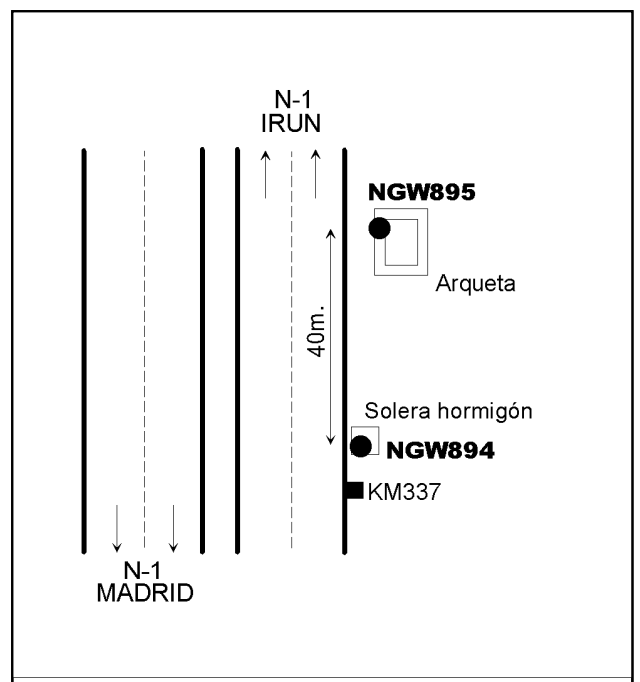 N-1
IRUN
NGW895
Arqueta
40m.
Solera hormigón
NGW894
KM337
N-1
MADRID